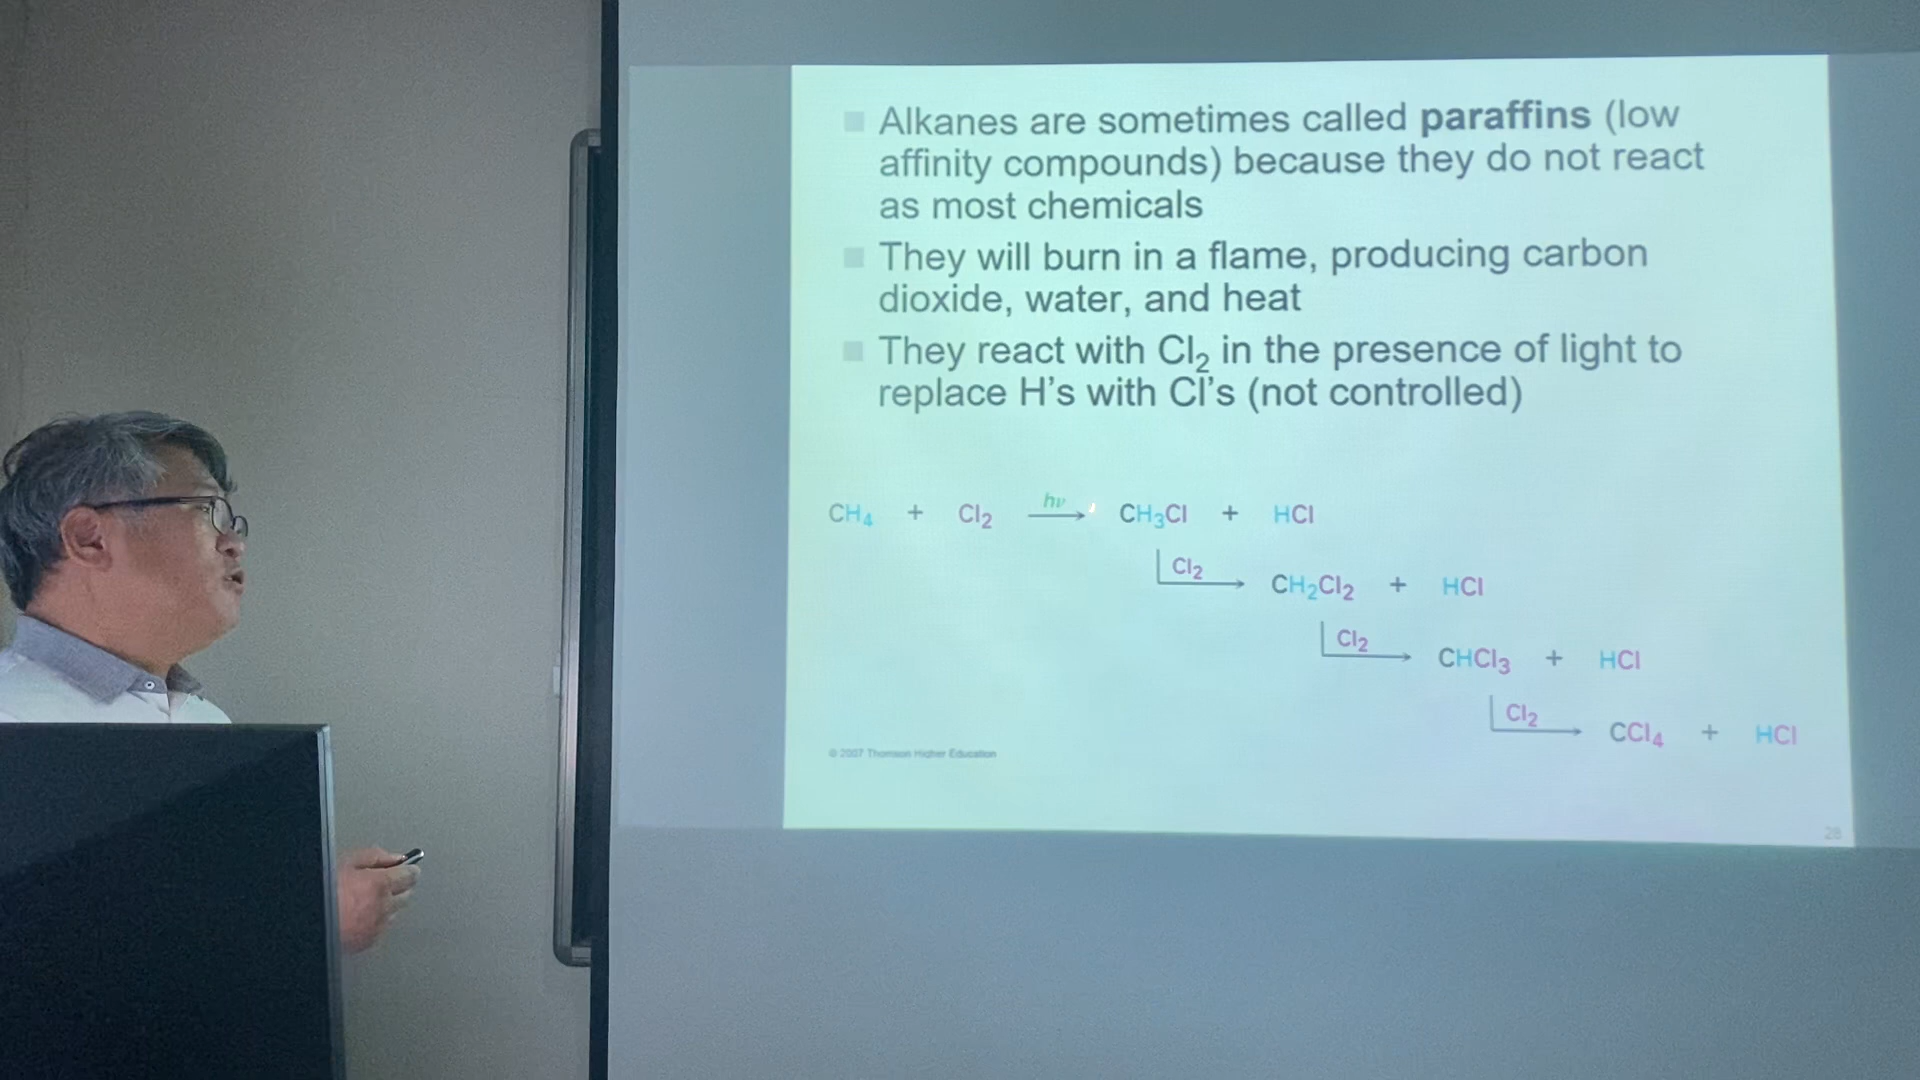 Alkanes are sometimes called paraffins (low
affinity compounds) because they do not react
as most chemicals
They will burn in a flame, producing carbon
dioxide, water, and heat
They react with Cl₂ in the presence of light to
replace H's with Cl's (not controlled)
CH₄ + Cl₂ hν → CH₃Cl + HCl
Cl₂ → CH₂Cl₂ + HCl
Cl₂ → CHCl₃ + HCl
Cl₂ → CCl₄ + HCl
© 2007 Thomson Higher Education
28